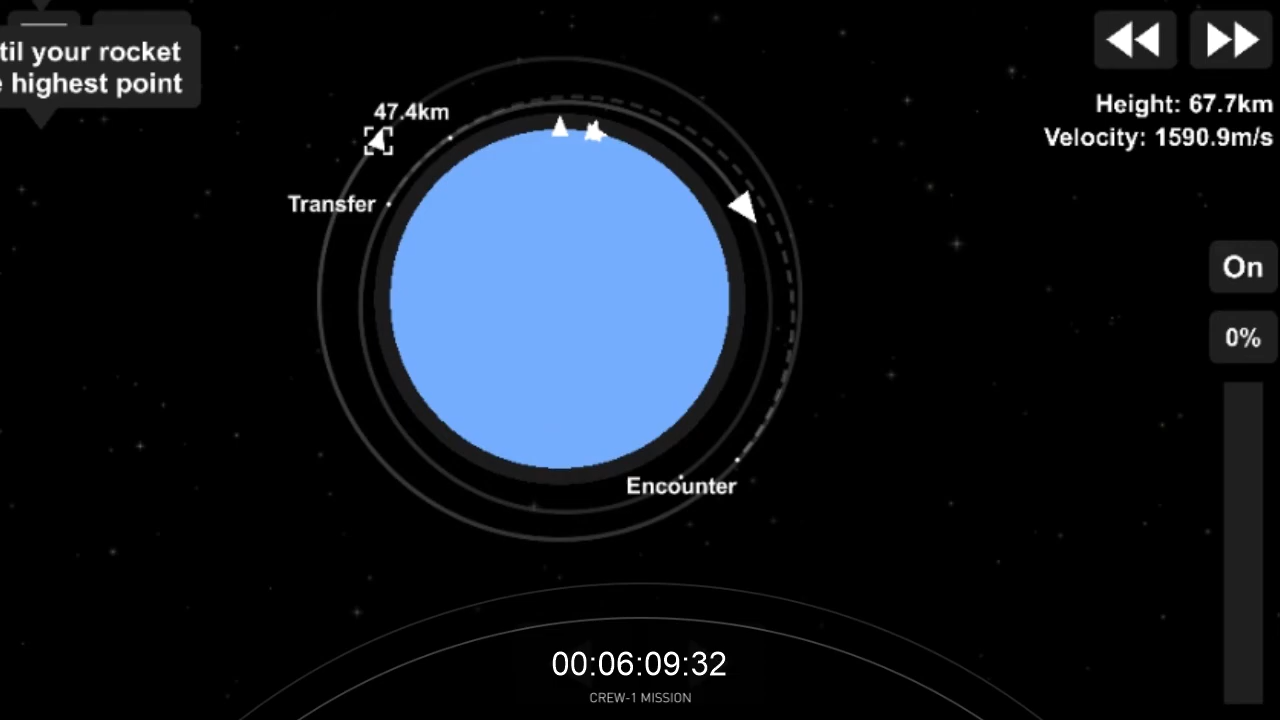 til your rocket
e highest point
47.4km
Transfer
Encounter
Height: 67.7km
Velocity: 1590.9m/s
On
0%
00:06:09:32
CREW-1 MISSION